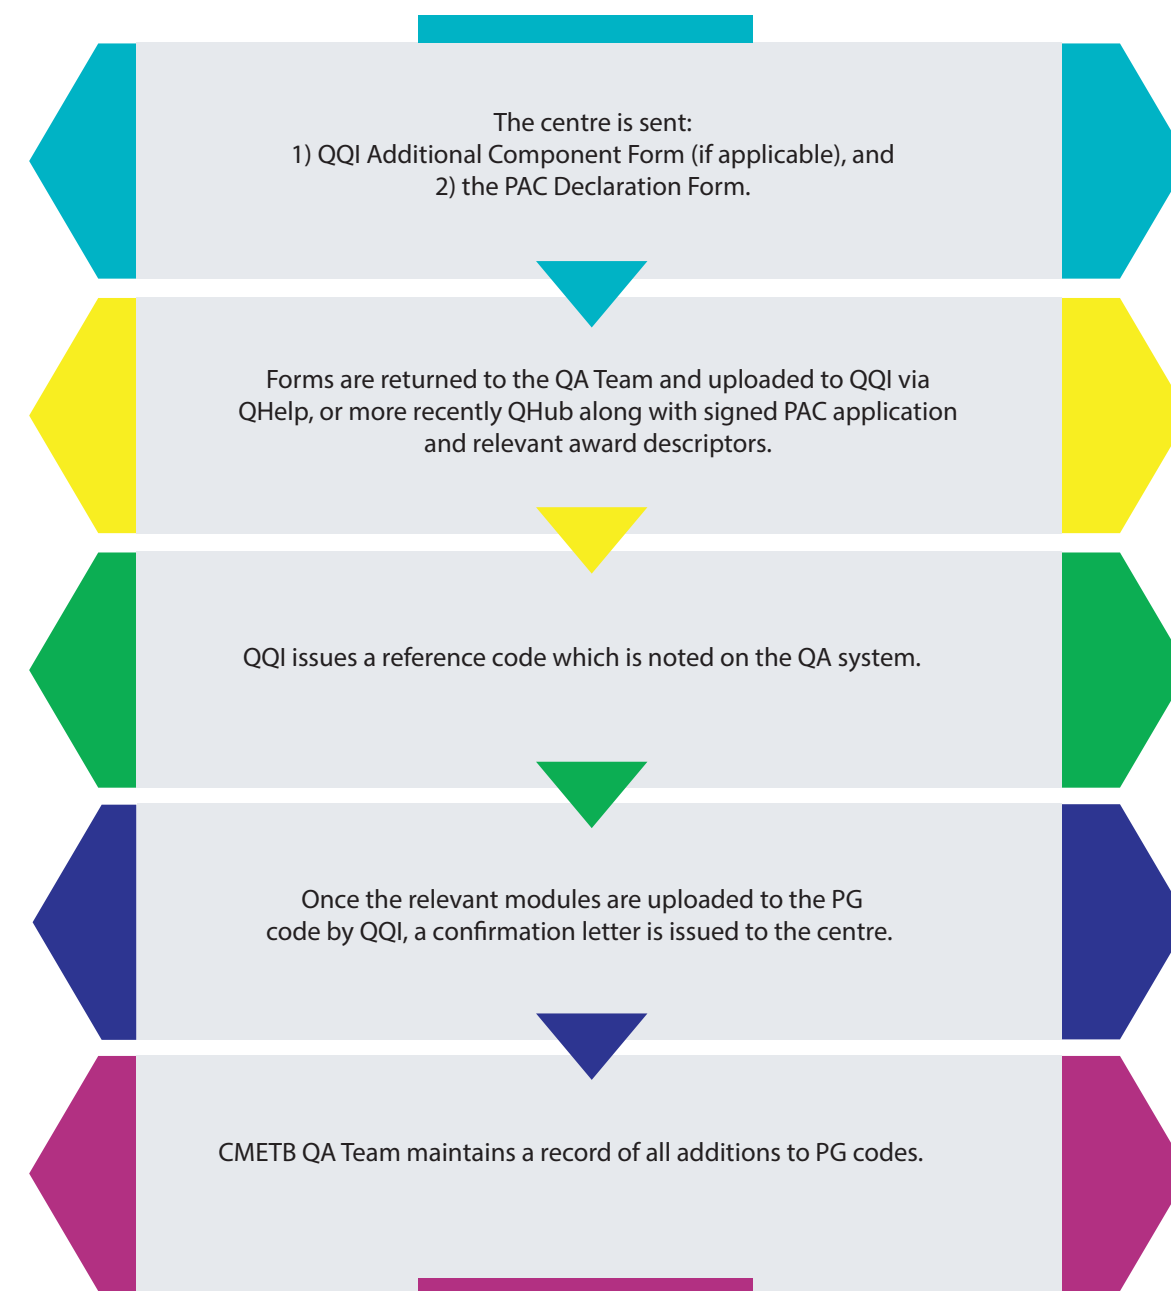 The centre is sent:
1) QQI Additional Component Form (if applicable), and
2) the PAC Declaration Form.
Forms are returned to the QA Team and uploaded to QQI via
QHelp, or more recently QHub along with signed PAC application
and relevant award descriptors.
QQI issues a reference code which is noted on the QA system.
Once the relevant modules are uploaded to the PG
code by QQI, a confirmation letter is issued to the centre.
CMETB QA Team maintains a record of all additions to PG codes.